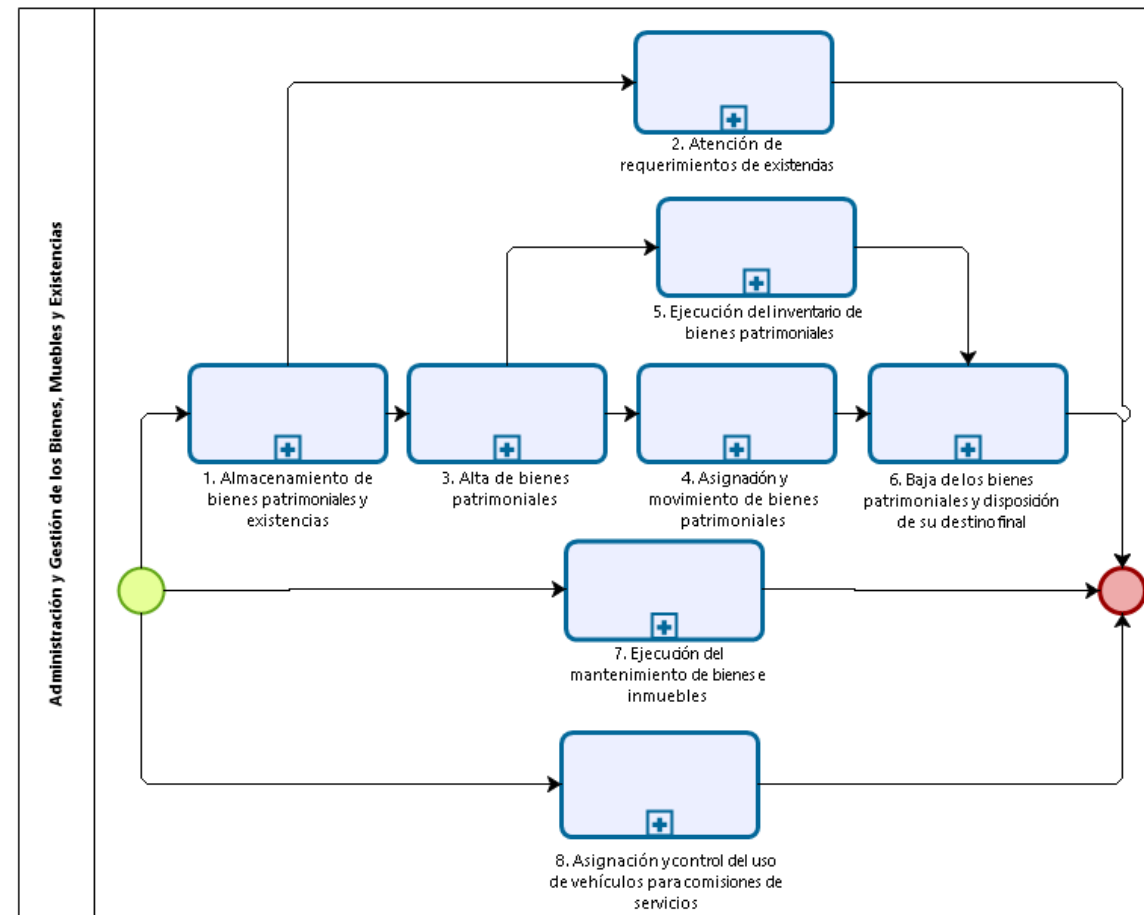 Administración y Gestión de los Bienes, Muebles y Existencias
2. Atención de
requerimientos de existencias
5. Ejecución del inventario de
bienes patrimoniales
1. Almacenamiento de
bienes patrimoniales y
existencias
3. Alta de bienes
patrimoniales
4. Asignación y
movimiento de bienes
patrimoniales
6. Baja de los bienes
patrimoniales y disposición
de su destino final
7. Ejecución del
mantenimiento de bienes e
inmuebles
8. Asignación y control del uso
de vehículos para comisiones de
servicios